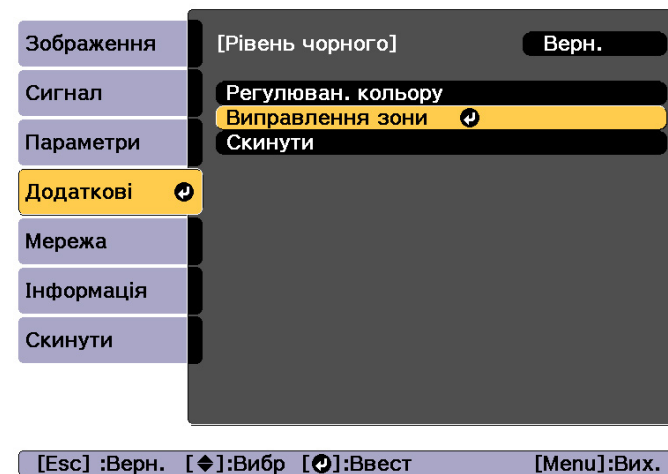 Зображення
Сигнал
Параметри
Додаткові
Мережа
Інформація
Скинути
[Рівень чорного] Верн.
Регулюван. кольору
Виправлення зони
Скинути
[Esc] :Верн. [◆]:Вибр [↵]:Ввест [Menu]:Вих.